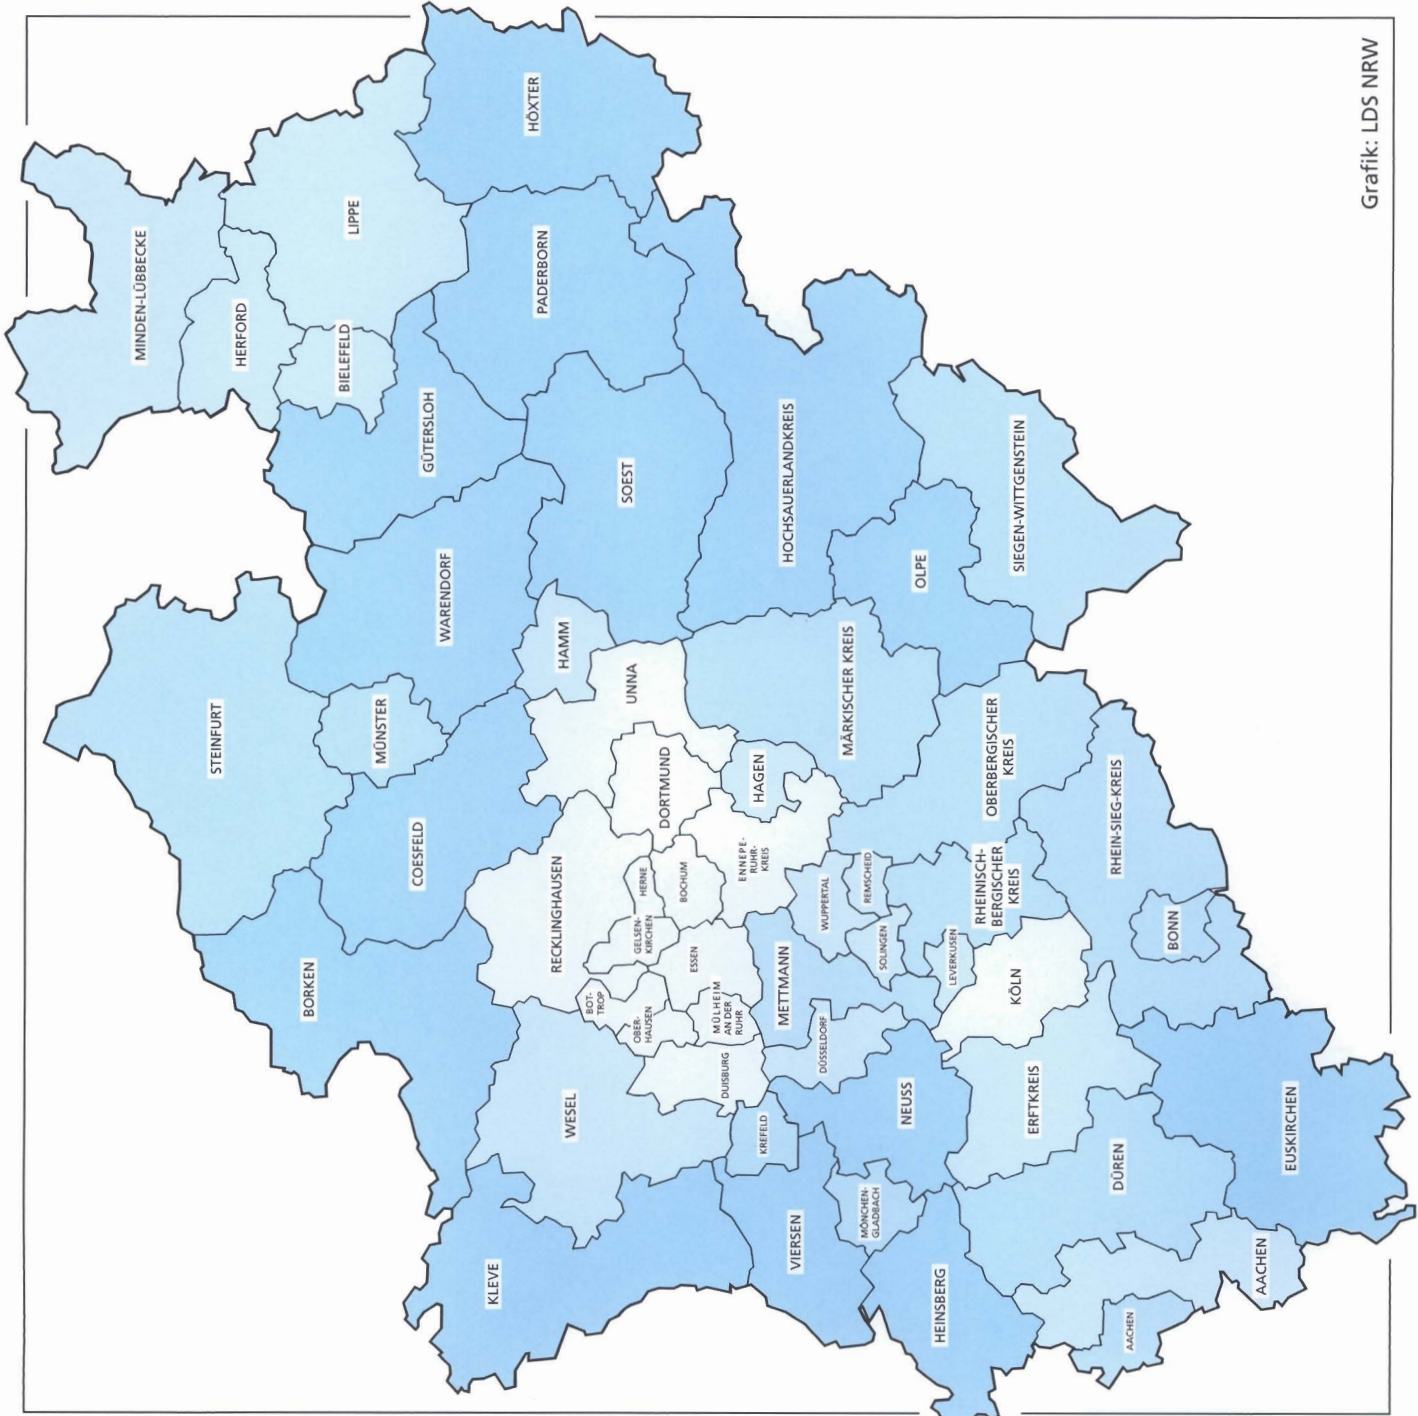 MINDEN-LÜBBECKE
STEINFURT
HERFORD
LIPPE
BIELEFELD
BORKEN
MÜNSTER
COESFELD
WARENDORF
GÜTERSLOH
HÖXTER
PADERBORN
KLEVE
WESEL
RECKLINGHAUSEN
HAMM
SOEST
UNNA
BOT-
TROP
OBER-
HAUSEN
GELSEN-
KIRCHEN
HERNE
BOCHUM
DORTMUND
ESSEN
MÜLHEIM
AN DER
RUHR
DUISBURG
ENNEPE-
RUHR-
KREIS
HAGEN
HOCHSAUERLANDKREIS
MÄRKISCHER KREIS
KREFELD
VIERSEN
METTMANN
DÜSSELDORF
WUPPERTAL
REMSCHEID
SOLINGEN
MÖNCHEN-
GLADBACH
NEUSS
HEINSBERG
OLPE
SIEGEN-WITTGENSTEIN
LEVERKUSEN
RHEINISCH-
BERGISCHER
KREIS
OBERBERGISCHER
KREIS
KÖLN
ERFTKREIS
DÜREN
RHEIN-SIEG-KREIS
BONN
AACHEN
AACHEN
EUSKIRCHEN
Grafik: LDS NRW